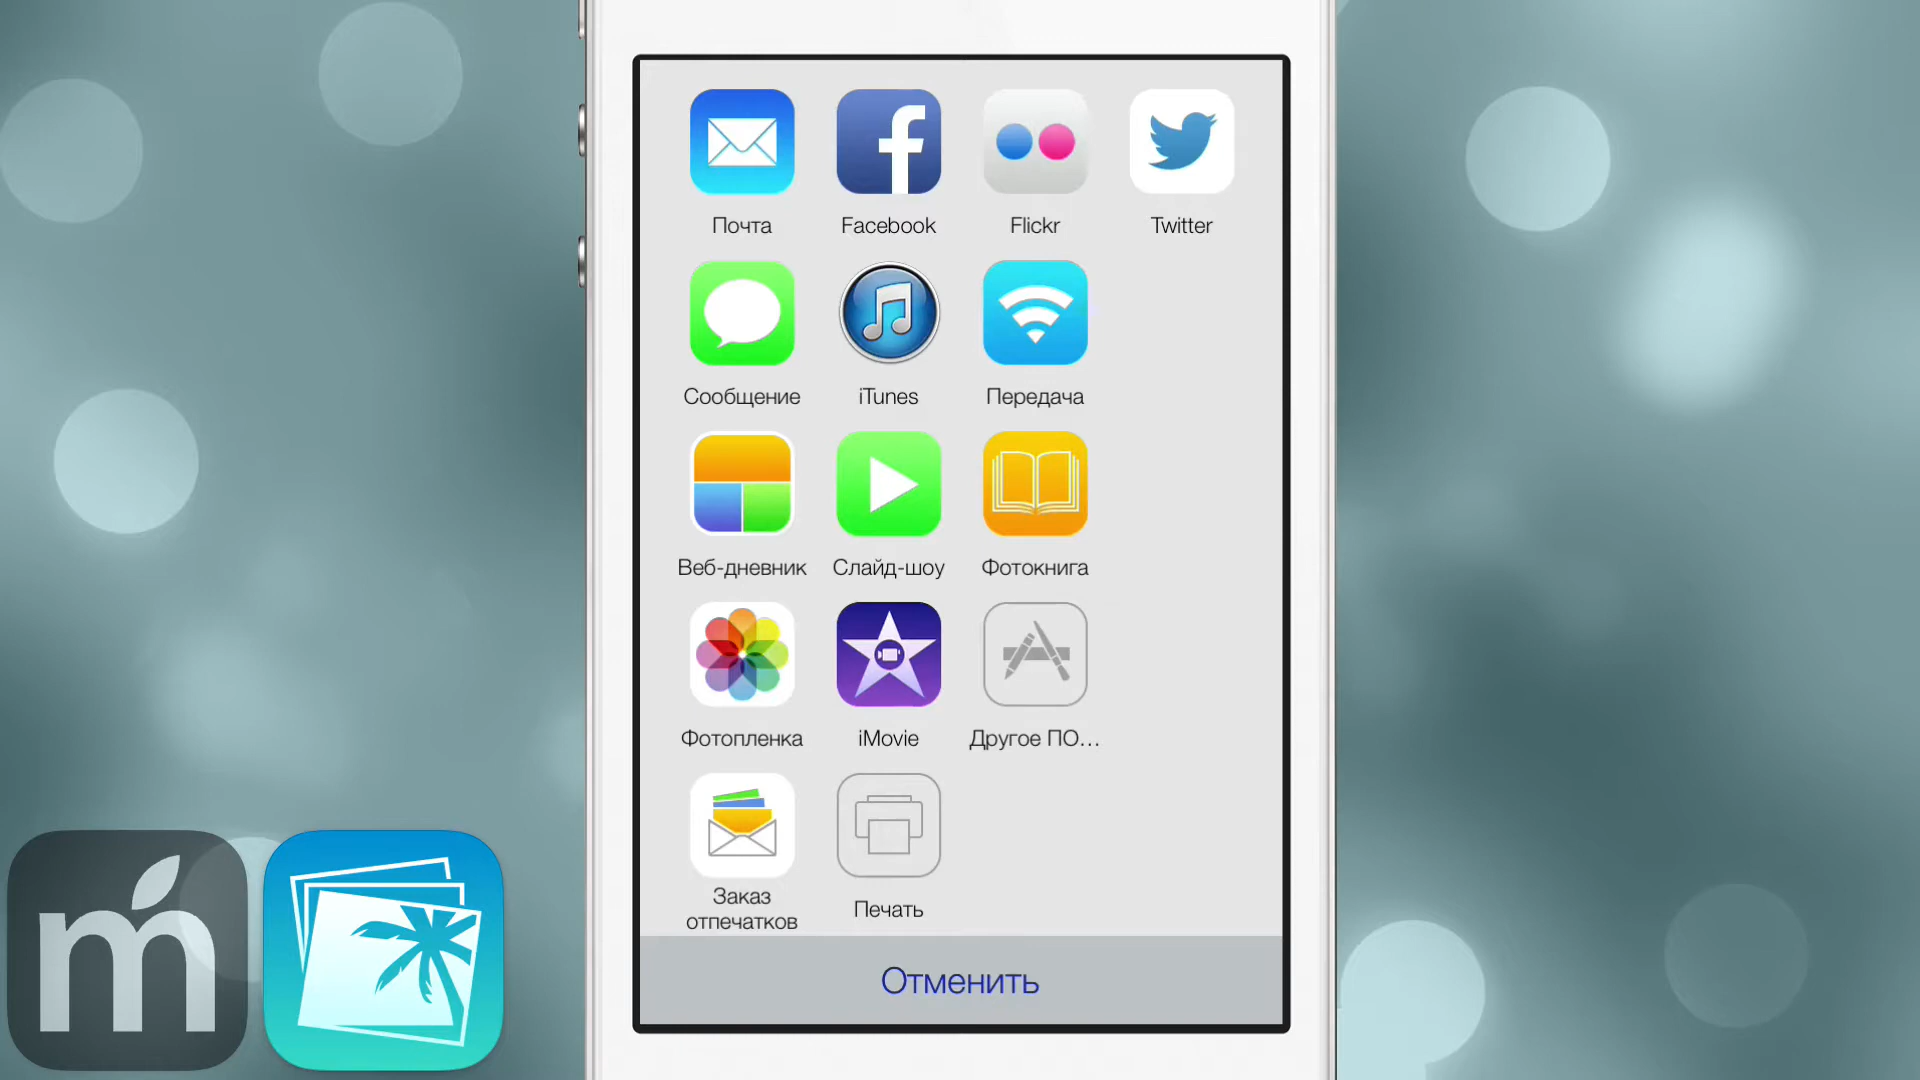 Почта Facebook Flickr Twitter
Сообщение iTunes Передача
Веб-дневник Слайд-шоу Фотокнига
Фотопленка iMovie Другое ПО...
Заказ
отпечатков
Печать
Отменить
m